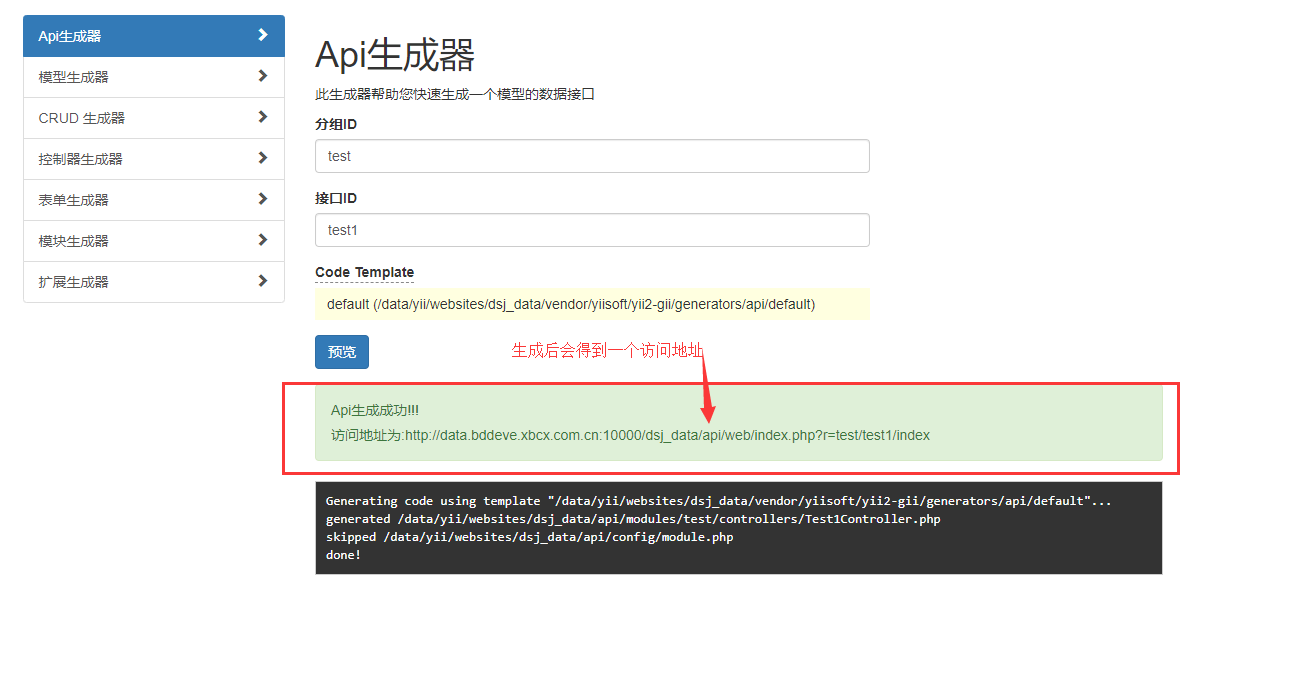 Api生成器
模型生成器
CRUD 生成器
控制器生成器
表单生成器
模块生成器
扩展生成器
Api生成器
此生成器帮助您快速生成一个模型的数据接口
分组ID
test
接口ID
test1
Code Template
default (/data/yii/websites/dsj_data/vendor/yiisoft/yii2-gii/generators/api/default)
预览
生成后会得到一个访问地址
Api生成成功!!!
访问地址为:http://data.bddeve.xbcx.com.cn:10000/dsj_data/api/web/index.php?r=test/test1/index
Generating code using template "/data/yii/websites/dsj_data/vendor/yiisoft/yii2-gii/generators/api/default"...
generated /data/yii/websites/dsj_data/api/modules/test/controllers/Test1Controller.php
skipped /data/yii/websites/dsj_data/api/config/module.php
done!